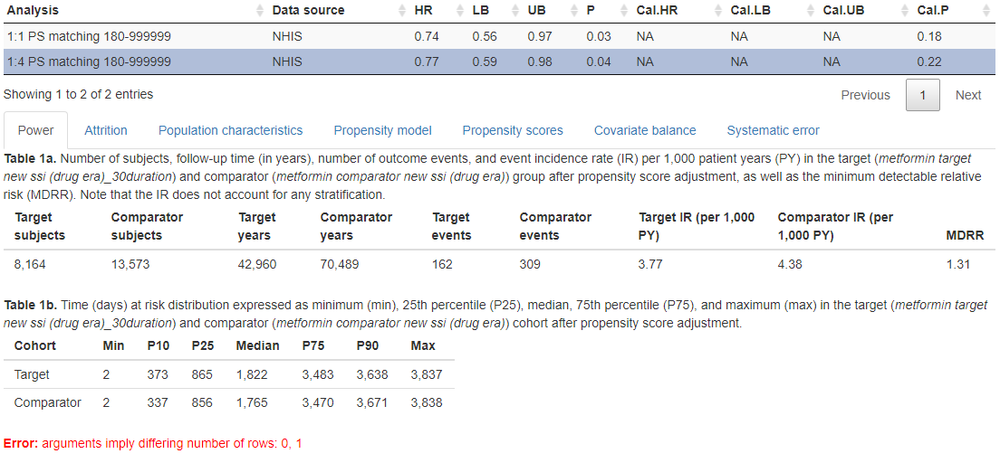 Analysis Data source HR LB UB P Cal.HR Cal.LB Cal.UB Cal.P
1:1 PS matching 180-999999 NHIS 0.74 0.56 0.97 0.03 NA NA NA 0.18
1:4 PS matching 180-999999 NHIS 0.77 0.59 0.98 0.04 NA NA NA 0.22
Showing 1 to 2 of 2 entries Previous 1 Next
Power Attrition Population characteristics Propensity model Propensity scores Covariate balance Systematic error
Table 1a. Number of subjects, follow-up time (in years), number of outcome events, and event incidence rate (IR) per 1,000 patient years (PY) in the target (metformin target
new ssi (drug era)_30duration) and comparator (metformin comparator new ssi (drug era)) group after propensity score adjustment, as well as the minimum detectable relative
risk (MDRR). Note that the IR does not account for any stratification.
Target Comparator Target Comparator Target Comparator Target IR (per 1,000 Comparator IR (per
subjects subjects years years events events PY) 1,000 PY) MDRR
8,164 13,573 42,960 70,489 162 309 3.77 4.38 1.31
Table 1b. Time (days) at risk distribution expressed as minimum (min), 25th percentile (P25), median, 75th percentile (P75), and maximum (max) in the target (metformin target
new ssi (drug era)_30duration) and comparator (metformin comparator new ssi (drug era)) cohort after propensity score adjustment.
Cohort Min P10 P25 Median P75 P90 Max
Target 2 373 865 1,822 3,483 3,638 3,837
Comparator 2 337 856 1,765 3,470 3,671 3,838
Error: arguments imply differing number of rows: 0, 1